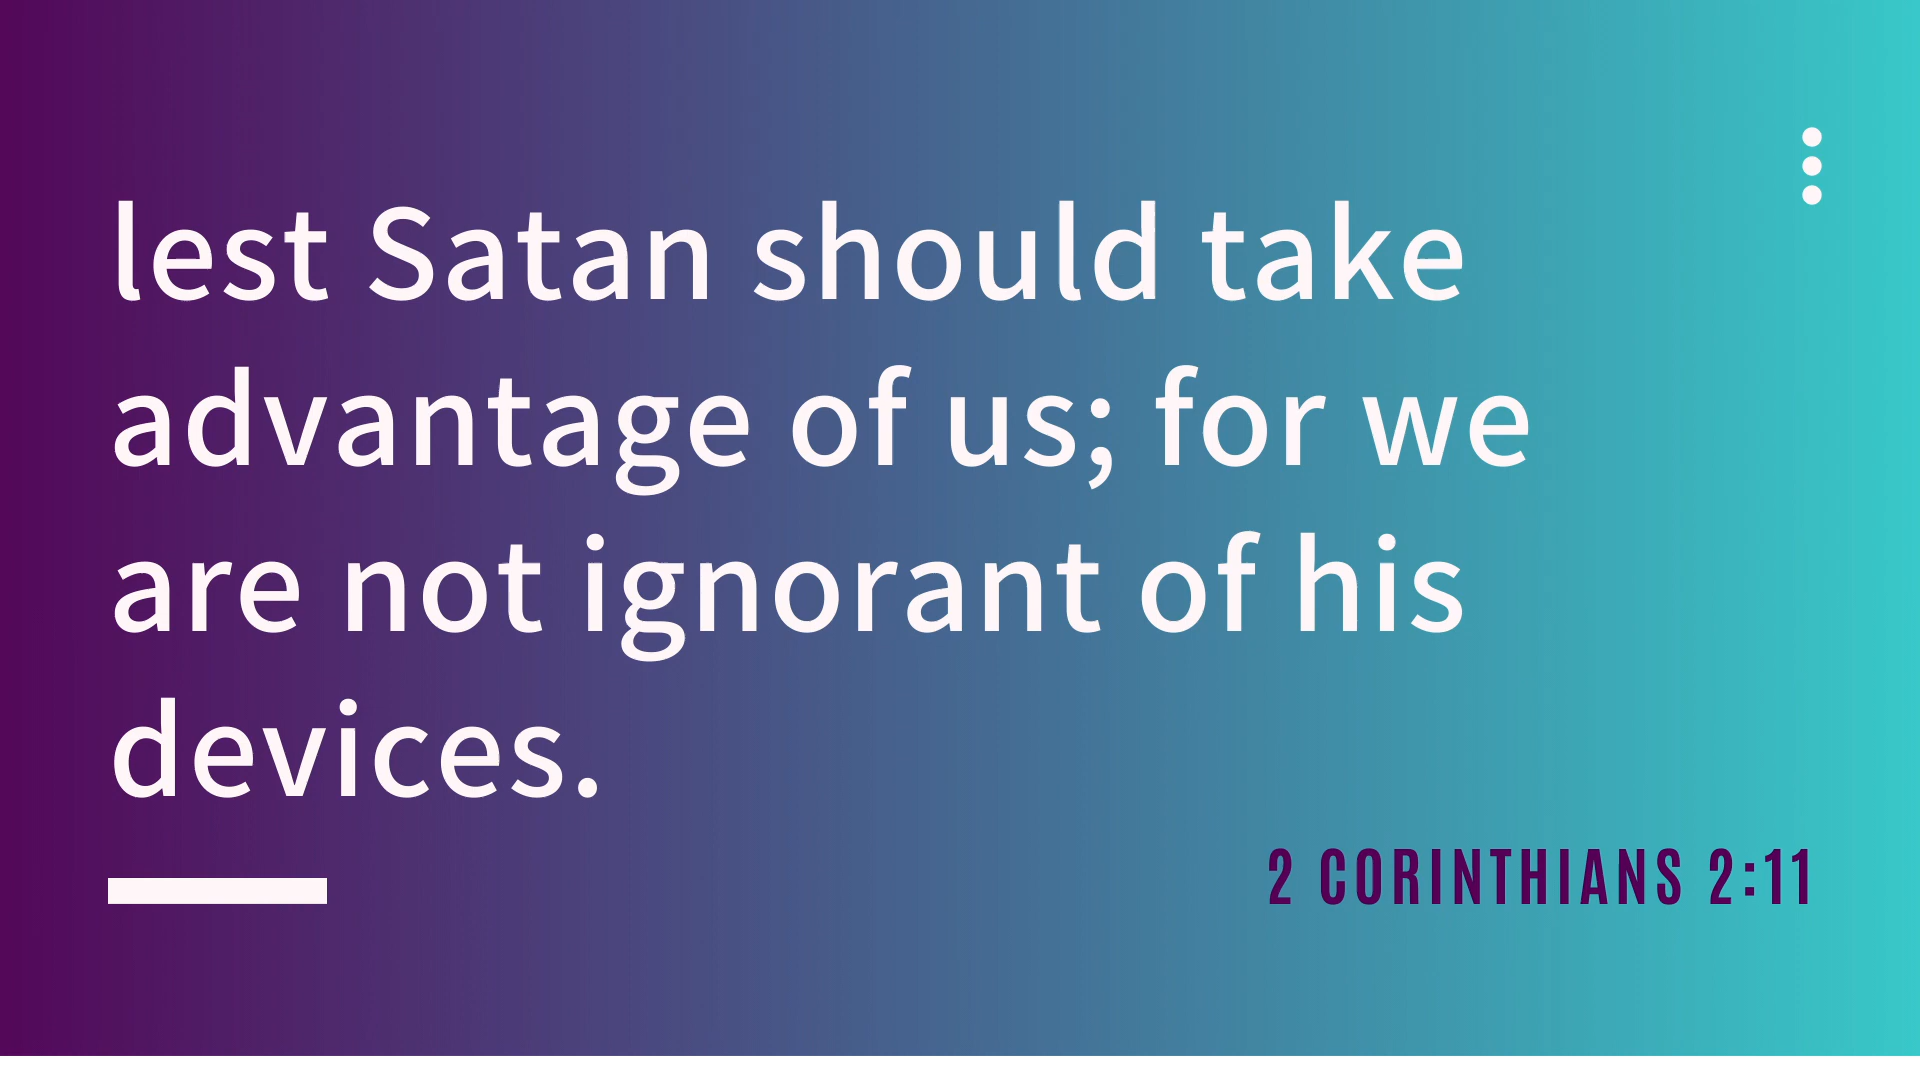 lest Satan should take
advantage of us; for we
are not ignorant of his
devices.
2 CORINTHIANS 2:11